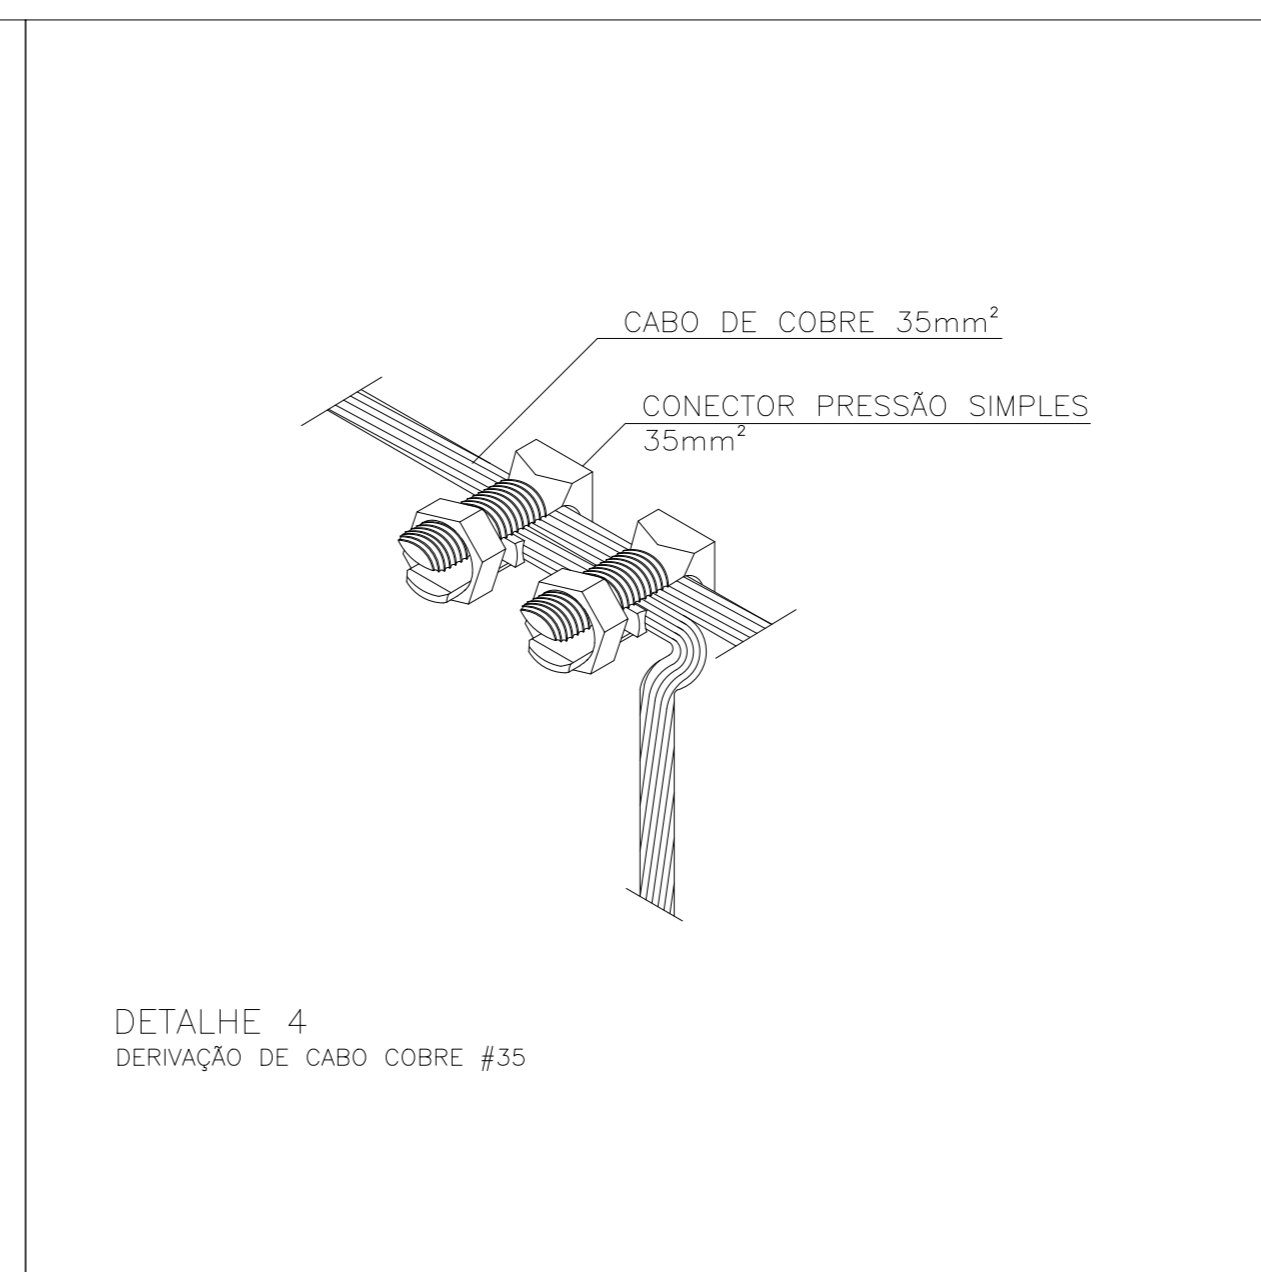 CABO DE COBRE 35mm²
CONECTOR PRESSÃO SIMPLES
35mm²
DETALHE 4
DERIVAÇÃO DE CABO COBRE #35